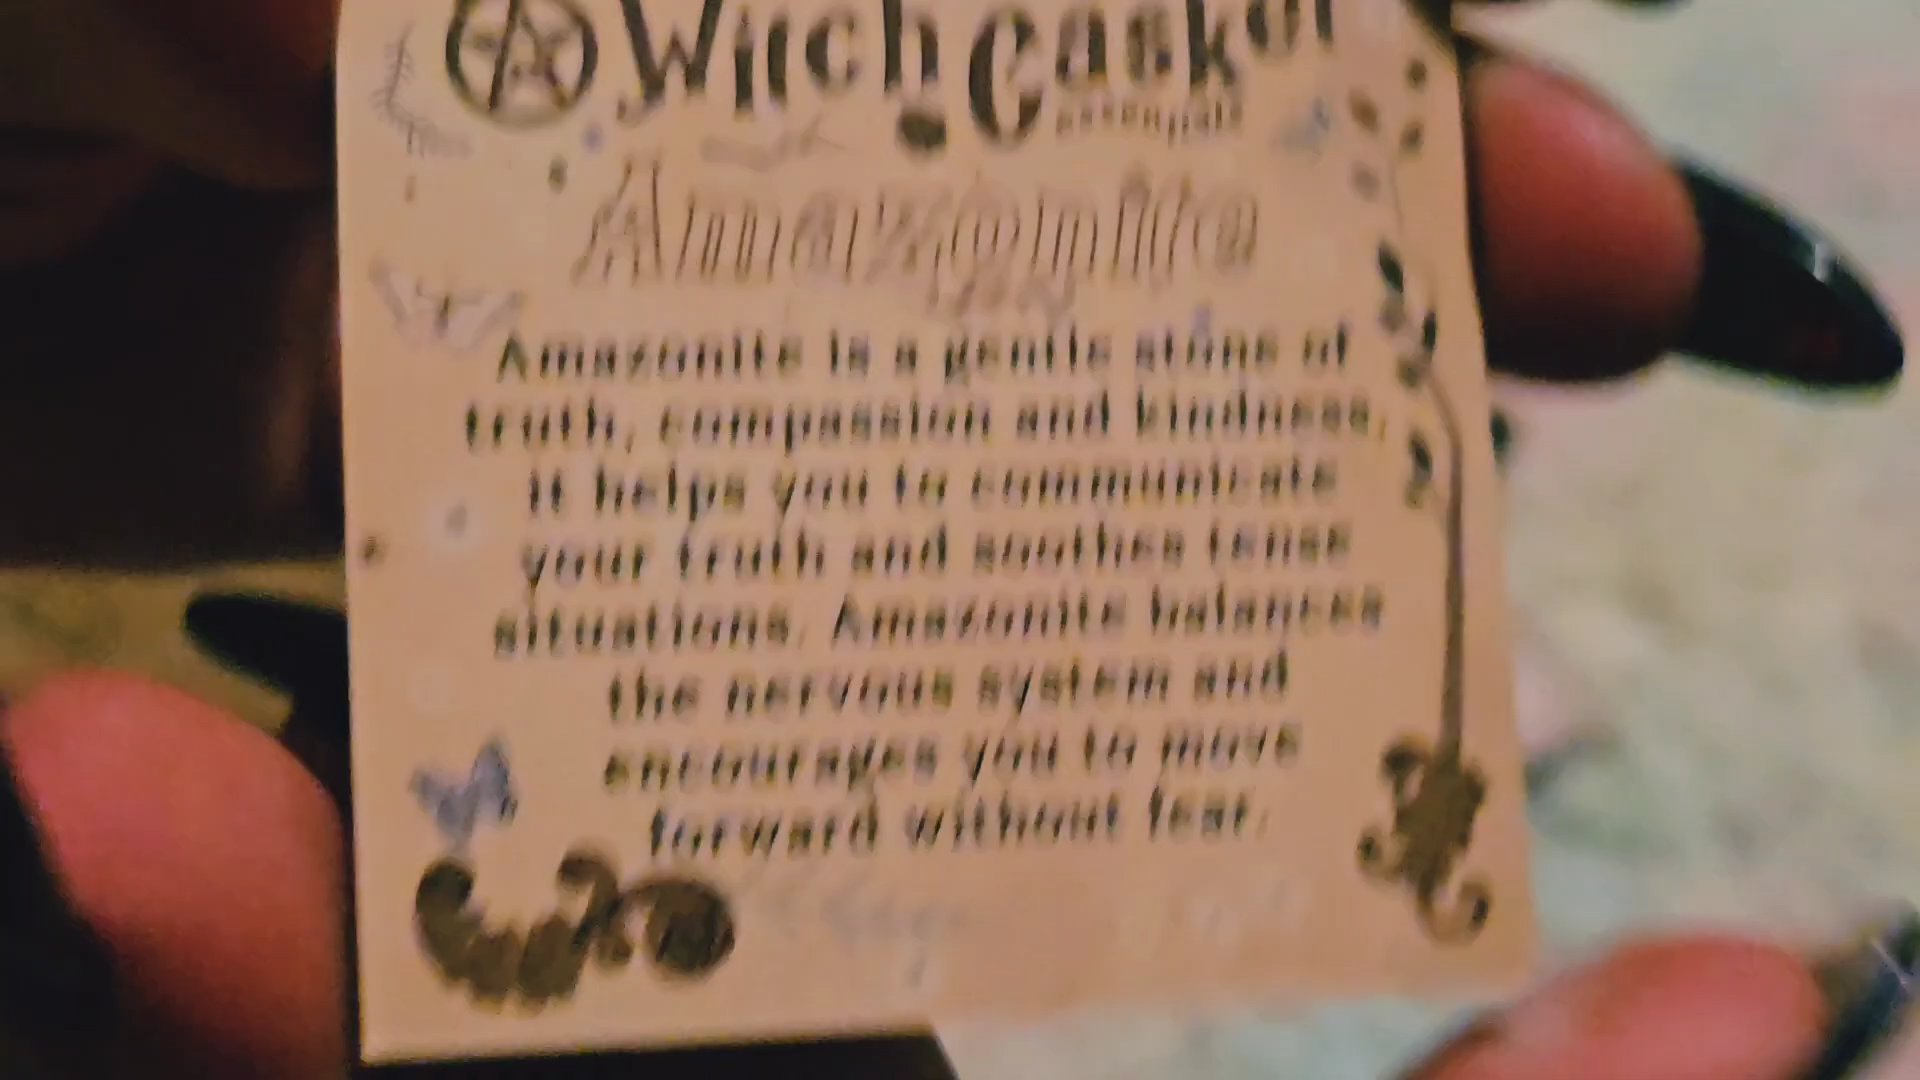 Witch Casket
essentials
Amazonite
Amazonite is a gentle stone of
truth, compassion and kindness,
it helps you to communicate
your truth and soothes tense
situations. Amazonite balances
the nervous system and
encourages you to move
forward without fear.